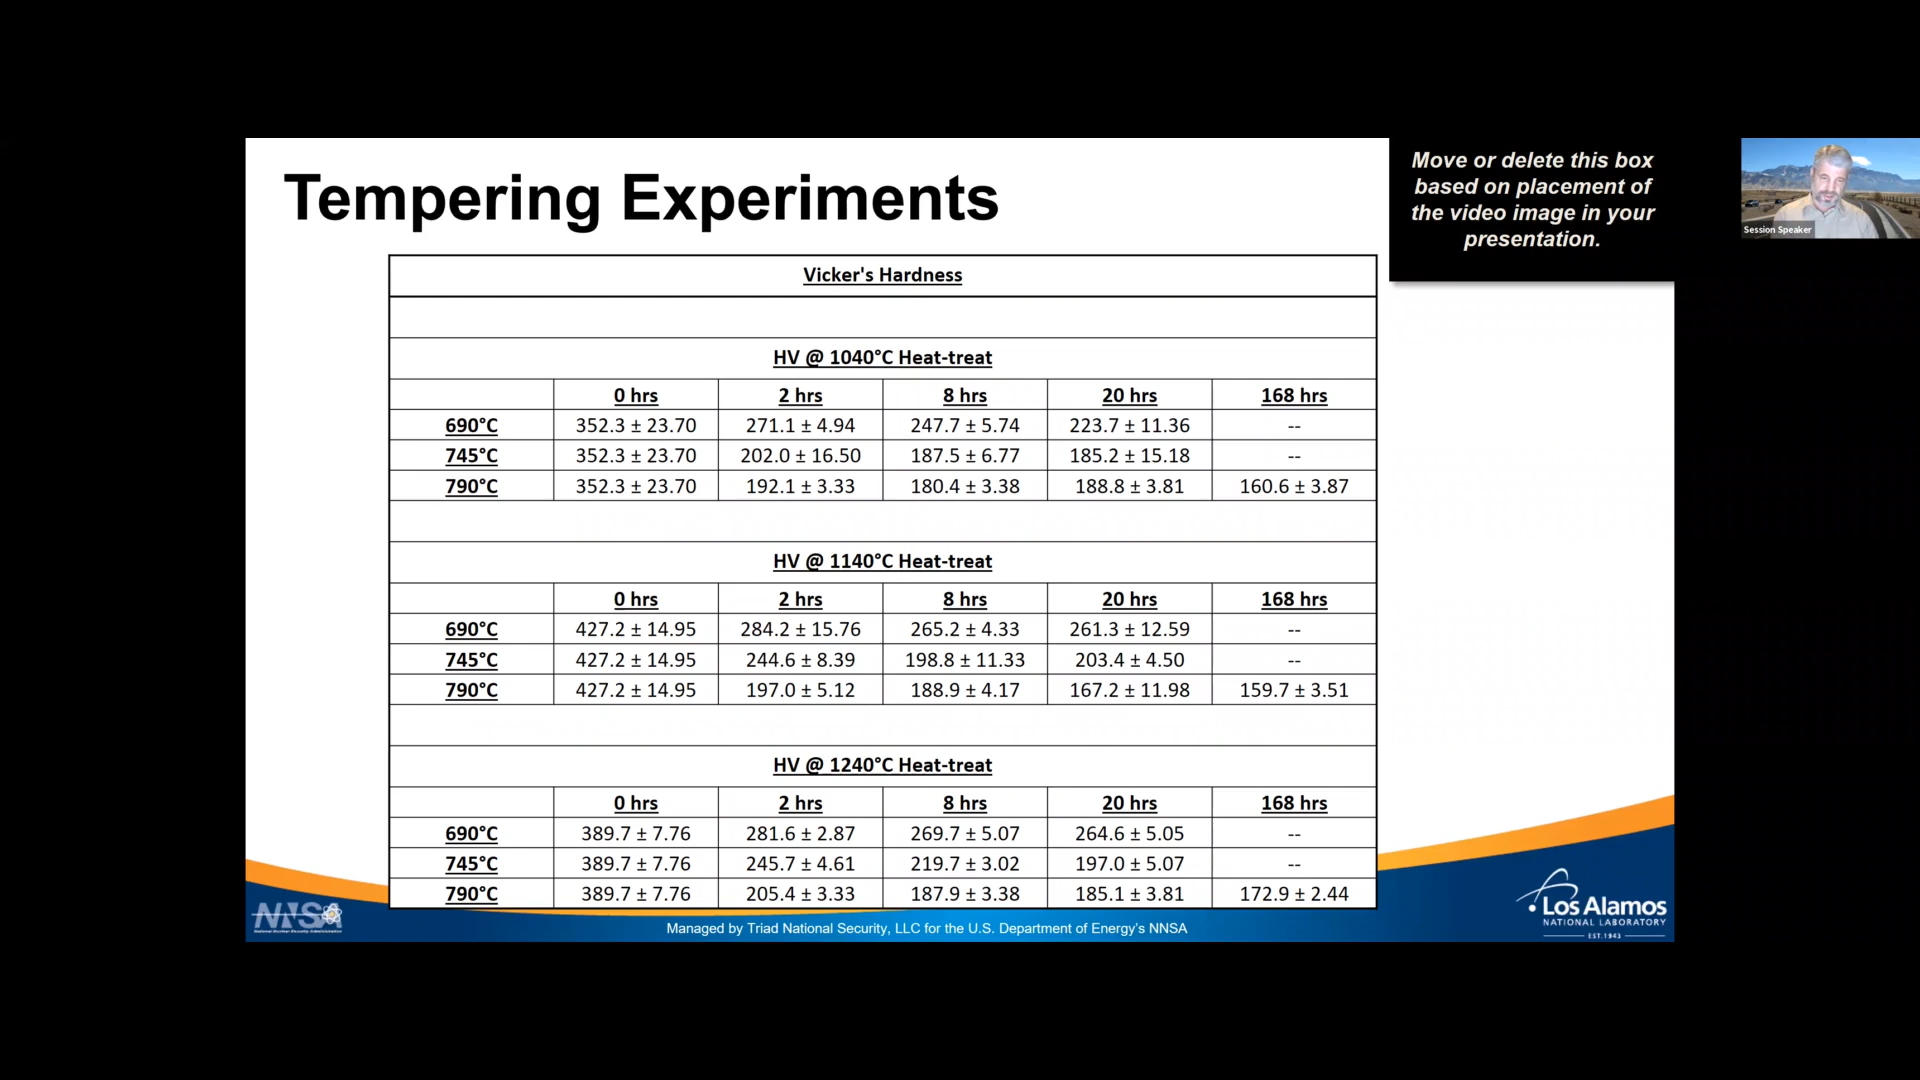 Tempering Experiments
Move or delete this box
based on placement of
the video image in your
presentation.
Session Speaker
Vicker's Hardness
HV @ 1040°C Heat-treat
0 hrs 2 hrs 8 hrs 20 hrs 168 hrs
690°C 352.3 ± 23.70 271.1 ± 4.94 247.7 ± 5.74 223.7 ± 11.36 --
745°C 352.3 ± 23.70 202.0 ± 16.50 187.5 ± 6.77 185.2 ± 15.18 --
790°C 352.3 ± 23.70 192.1 ± 3.33 180.4 ± 3.38 188.8 ± 3.81 160.6 ± 3.87
HV @ 1140°C Heat-treat
0 hrs 2 hrs 8 hrs 20 hrs 168 hrs
690°C 427.2 ± 14.95 284.2 ± 15.76 265.2 ± 4.33 261.3 ± 12.59 --
745°C 427.2 ± 14.95 244.6 ± 8.39 198.8 ± 11.33 203.4 ± 4.50 --
790°C 427.2 ± 14.95 197.0 ± 5.12 188.9 ± 4.17 167.2 ± 11.98 159.7 ± 3.51
HV @ 1240°C Heat-treat
0 hrs 2 hrs 8 hrs 20 hrs 168 hrs
690°C 389.7 ± 7.76 281.6 ± 2.87 269.7 ± 5.07 264.6 ± 5.05 --
745°C 389.7 ± 7.76 245.7 ± 4.61 219.7 ± 3.02 197.0 ± 5.07 --
790°C 389.7 ± 7.76 205.4 ± 3.33 187.9 ± 3.38 185.1 ± 3.81 172.9 ± 2.44
NNSA
National Nuclear Security Administration
Managed by Triad National Security, LLC for the U.S. Department of Energy's NNSA
Los Alamos
NATIONAL LABORATORY
EST.1943